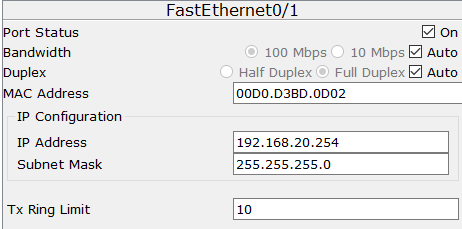 FastEthernet0/1
Port Status On
Bandwidth 100 Mbps 10 Mbps Auto
Duplex Half Duplex Full Duplex Auto
MAC Address 00D0.D3BD.0D02
IP Configuration
IP Address 192.168.20.254
Subnet Mask 255.255.255.0
Tx Ring Limit 10